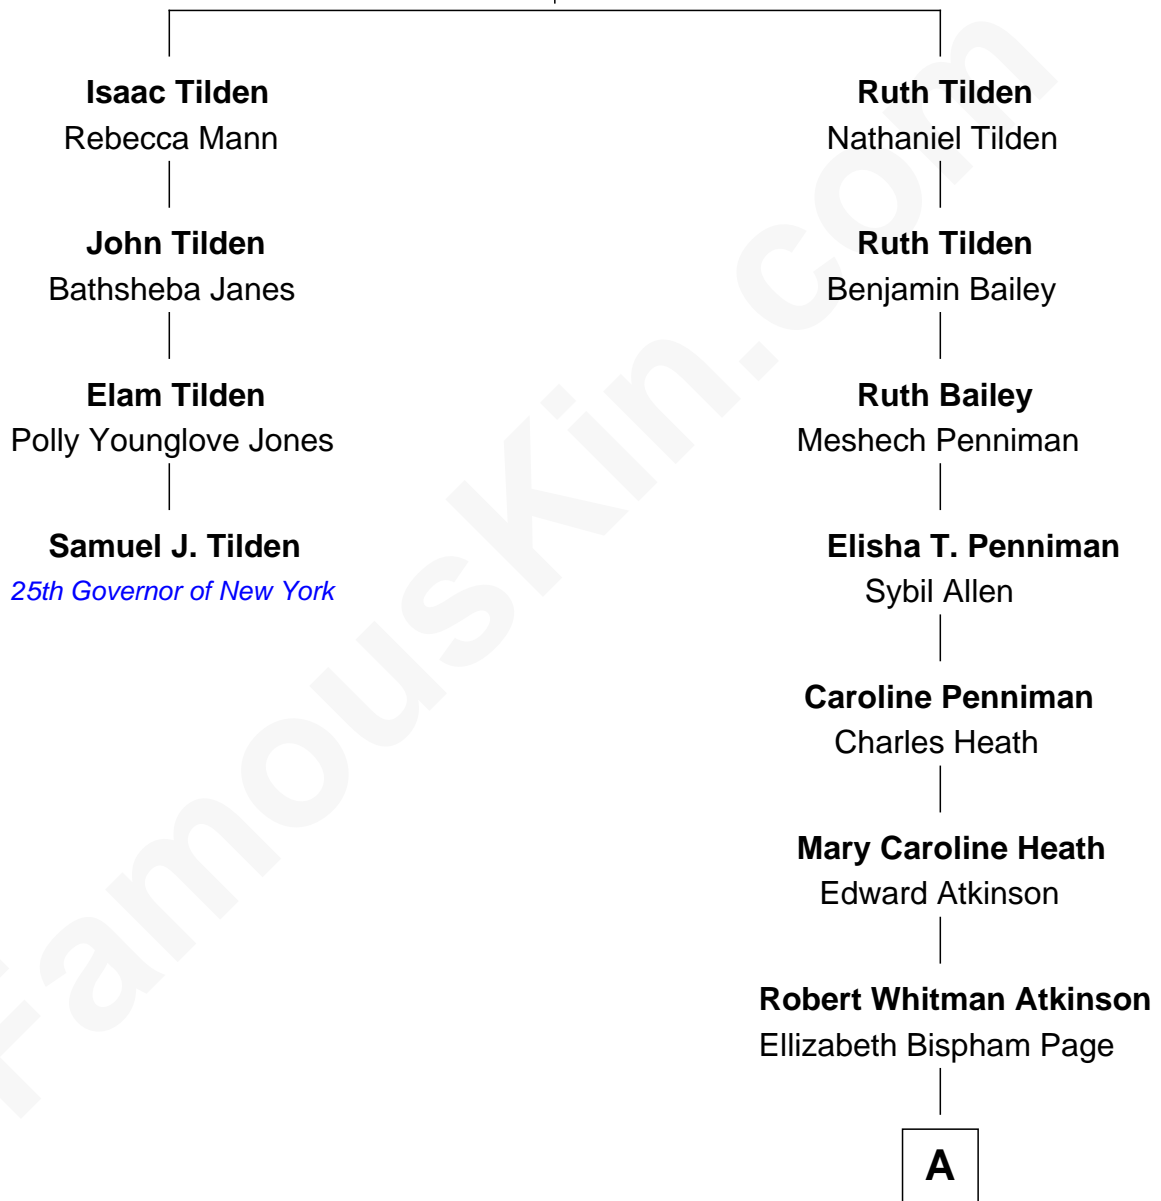 Isaac Tilden
Rebecca Mann
John Tilden
Bathsheba Janes
Elam Tilden
Polly Younglove Jones
Samuel J. Tilden
25th Governor of New York
Ruth Tilden
Nathaniel Tilden
Ruth Tilden
Benjamin Bailey
Ruth Bailey
Meshech Penniman
Elisha T. Penniman
Sybil Allen
Caroline Penniman
Charles Heath
Mary Caroline Heath
Edward Atkinson
Robert Whitman Atkinson
Ellizabeth Bispham Page
A
FamousKin.com